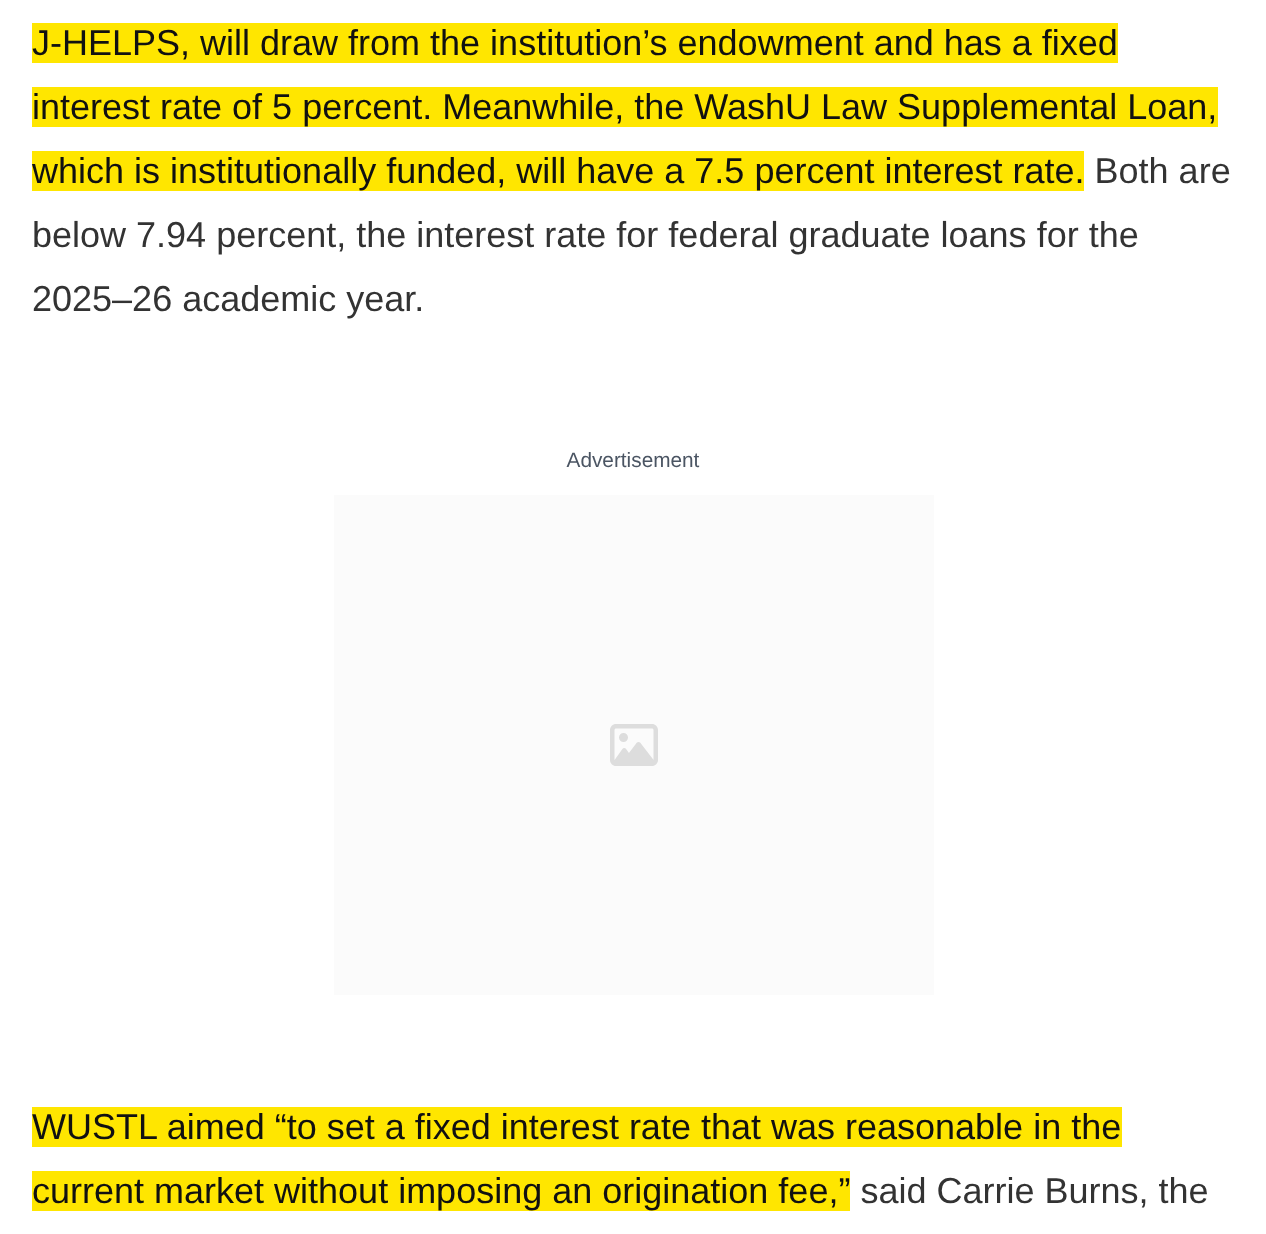 J-HELPS, will draw from the institution’s endowment and has a fixed
interest rate of 5 percent. Meanwhile, the WashU Law Supplemental Loan,
which is institutionally funded, will have a 7.5 percent interest rate. Both are
below 7.94 percent, the interest rate for federal graduate loans for the
2025–26 academic year.
Advertisement
WUSTL aimed “to set a fixed interest rate that was reasonable in the
current market without imposing an origination fee,” said Carrie Burns, the